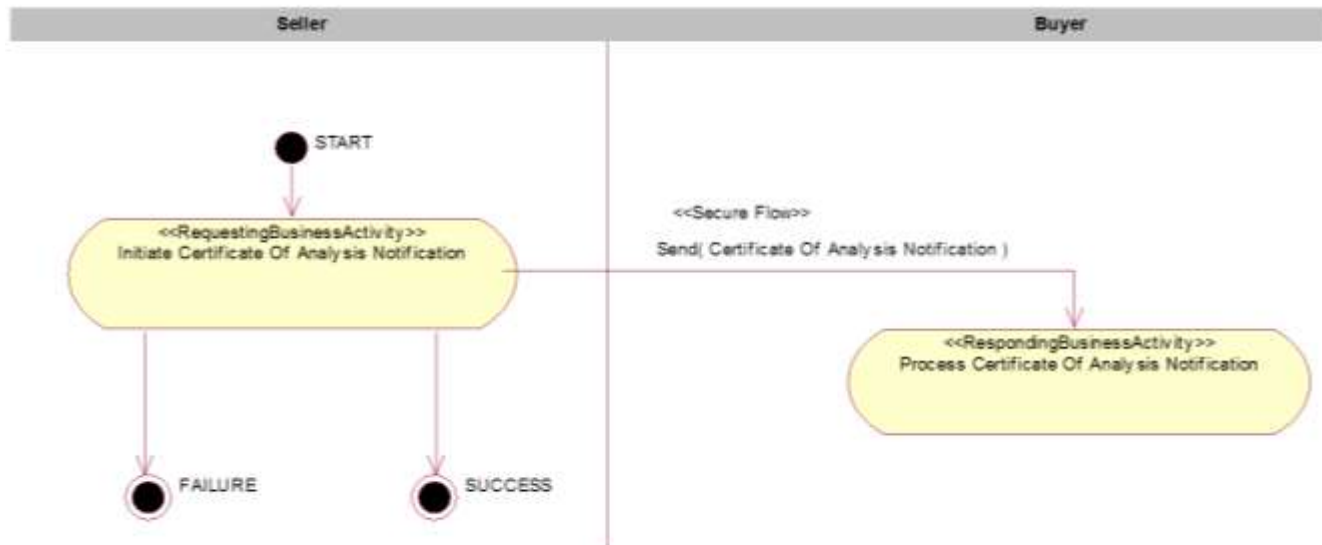 Seller
Buyer
START
<<RequestingBusinessActivity>>
Initiate Certificate Of Analysis Notification
<<Secure Flow>>
Send( Certificate Of Analysis Notification )
<<RespondingBusinessActivity>>
Process Certificate Of Analysis Notification
FAILURE
SUCCESS